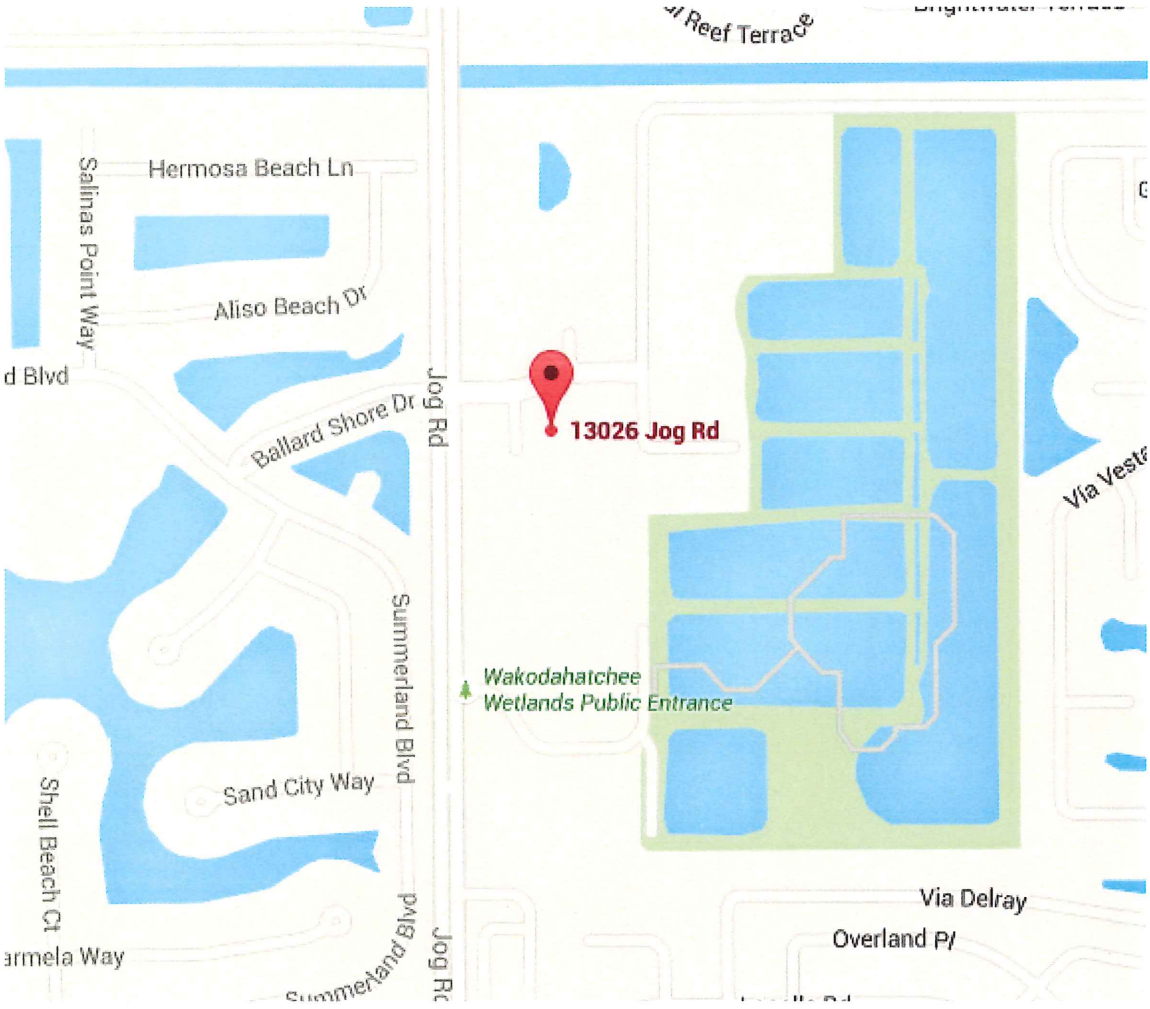 Reef Terrace
Brightwater Terrace
Hermosa Beach Ln
Salinas Point Way
Aliso Beach Dr
d Blvd
Jog Rd
Ballard Shore Dr
13026 Jog Rd
Via Vesta
Summerland Blvd
Wakodahatchee
Wetlands Public Entrance
Sand City Way
Shell Beach Ct
Via Delray
Overland Pl
armela Way
Summerland Blvd
Jog Rd